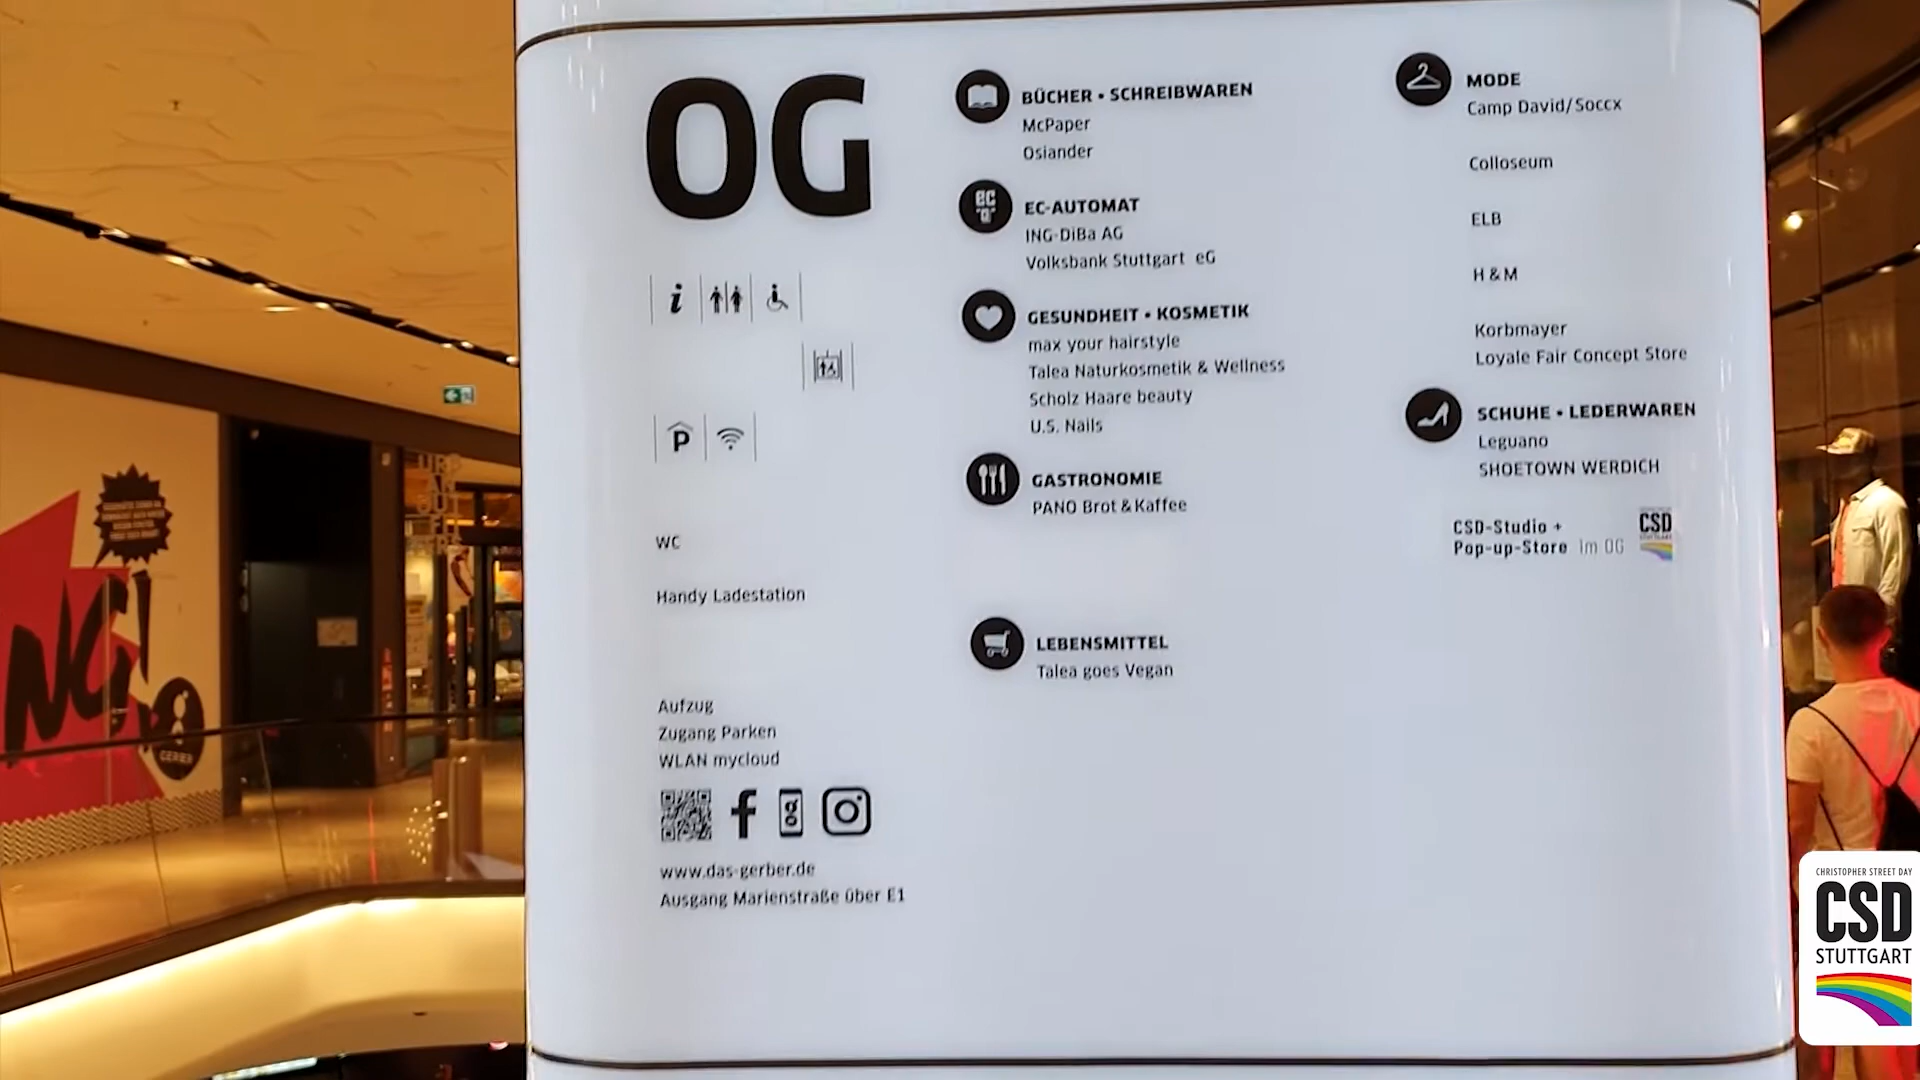 OG
WC
Handy Ladestation
Aufzug
Zugang Parken
WLAN mycloud
www.das-gerber.de
Ausgang Marienstraße über E1
BÜCHER • SCHREIBWAREN
McPaper
Osiander
EC-AUTOMAT
ING-DiBa AG
Volksbank Stuttgart eG
GESUNDHEIT • KOSMETIK
max your hairstyle
Talea Naturkosmetik & Wellness
Scholz Haare beauty
U.S. Nails
GASTRONOMIE
PANO Brot & Kaffee
LEBENSMITTEL
Talea goes Vegan
MODE
Camp David/Soccx
Colloseum
ELB
H & M
Korbmayer
Loyale Fair Concept Store
SCHUHE • LEDERWAREN
Leguano
SHOETOWN WERDICH
CSD-Studio +
Pop-up-Store im OG
CSD
STUTTGART
P
ec
GERBER
CHRISTOPHER STREET DAY
CSD
STUTTGART